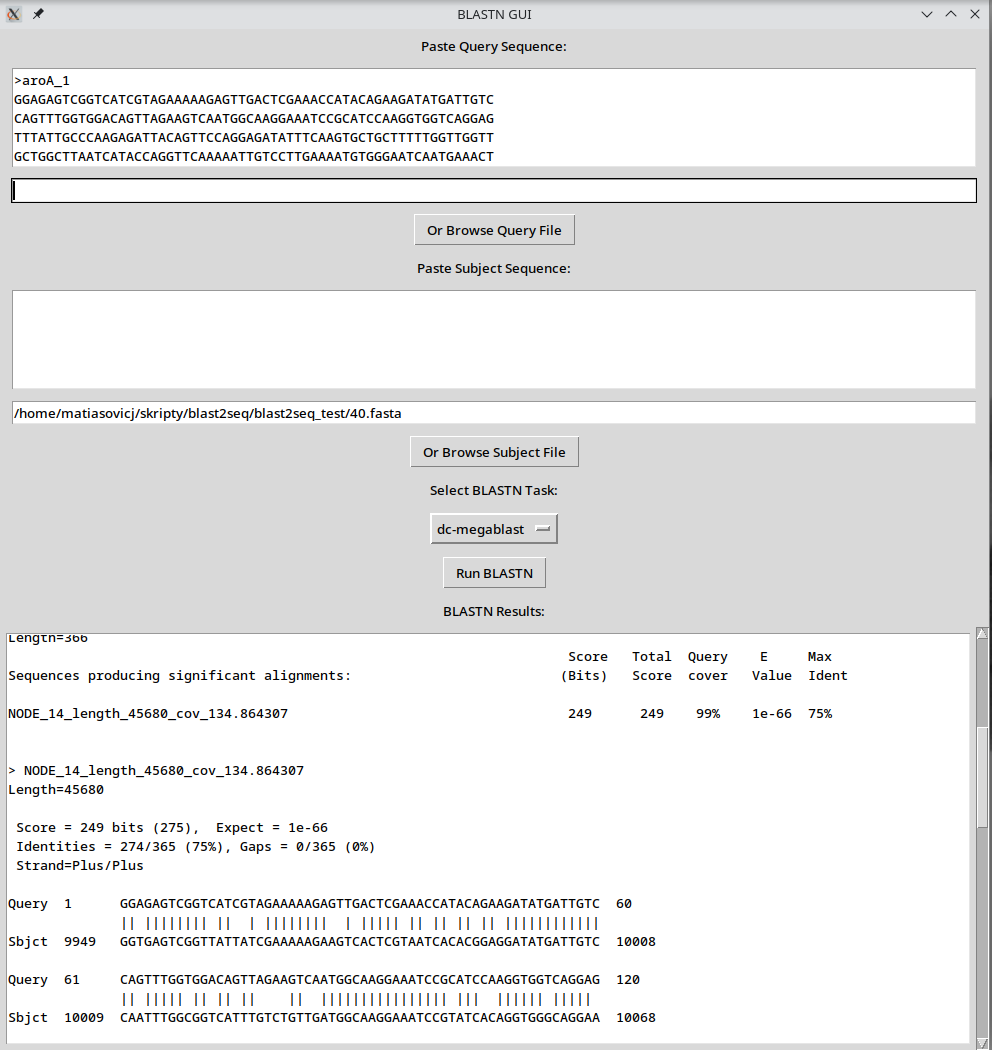 BLASTN GUI
Paste Query Sequence:
>aroA_1
GGAGAGTCGGTCATCGTAGAAAAAGAGTTGACTCGAAACCATACAGAAGATATGATTGTC
CAGTTTGGTGGACAGTTAGAAGTCAATGGCAAGGAAATCCGCATCCAAGGTGGTCAGGAG
TTTATTGCCCAAGAGATTACAGTTCCAGGAGATATTTCAAGTGCTGCTTTTTGGTTGGTT
GCTGGCTTAATCATACCAGGTTCAAAAATTGTCCTTGAAAATGTGGGAATCAATGAAACT
Or Browse Query File
Paste Subject Sequence:
/home/matiasovicj/skripty/blast2seq/blast2seq_test/40.fasta
Or Browse Subject File
Select BLASTN Task:
dc-megablast
Run BLASTN
BLASTN Results:
Length=366
Score Total Query E Max
Sequences producing significant alignments: (Bits) Score cover Value Ident
NODE_14_length_45680_cov_134.864307 249 249 99% 1e-66 75%
> NODE_14_length_45680_cov_134.864307
Length=45680
Score = 249 bits (275), Expect = 1e-66
Identities = 274/365 (75%), Gaps = 0/365 (0%)
Strand=Plus/Plus
Query 1 GGAGAGTCGGTCATCGTAGAAAAAGAGTTGACTCGAAACCATACAGAAGATATGATTGTC 60
|| |||||||| || | |||||||| | ||||| || || || || ||||||||||||
Sbjct 9949 GGTGAGTCGGTTATTATCGAAAAAGAAGTCACTCGTAATCACACGGAGGATATGATTGTC 10008
Query 61 CAGTTTGGTGGACAGTTAGAAGTCAATGGCAAGGAAATCCGCATCCAAGGTGGTCAGGAG 120
|| ||||| || || || || |||||||||||||||| ||| |||||| |||||
Sbjct 10009 CAATTTGGCGGTCATTTGTCTGTTGATGGCAAGGAAATCCGTATCACAGGTGGGCAGGAA 10068